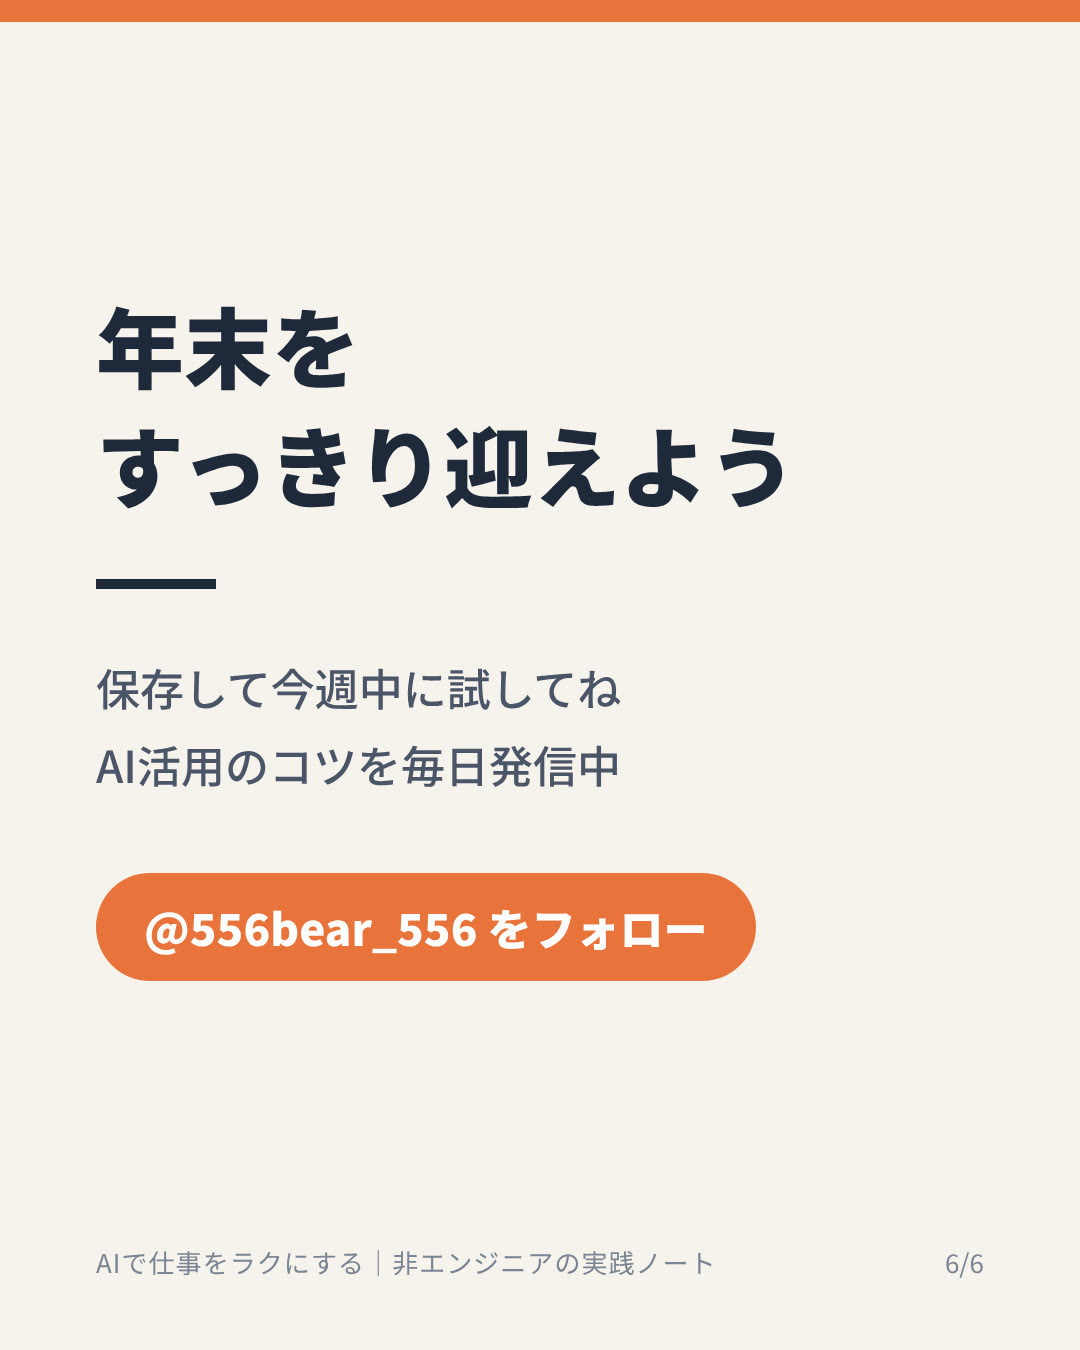 年末を
すっきり迎えよう
保存して今週中に試してね
AI活用のコツを毎日発信中
@556bear_556 をフォロー
AIで仕事をラクにする｜非エンジニアの実践ノート
6/6